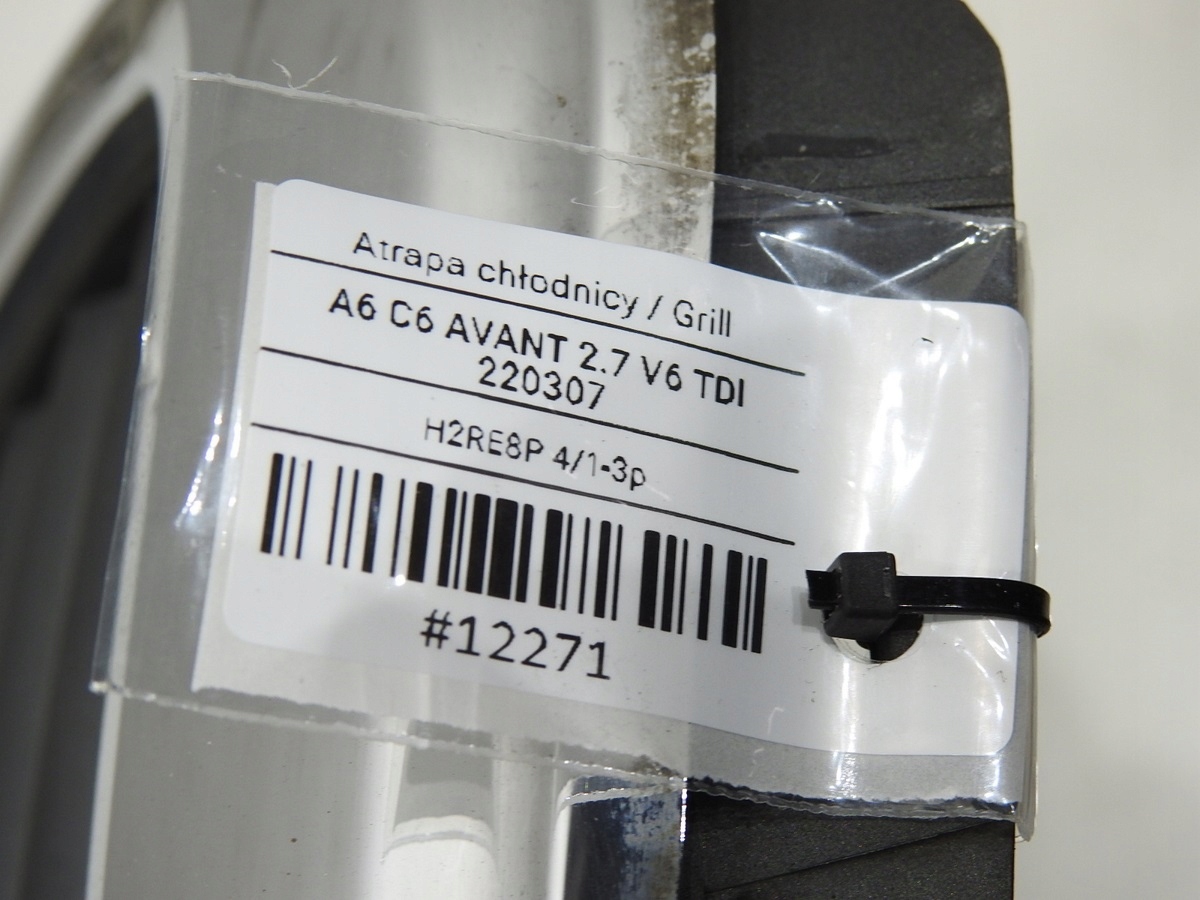 Atrapa chłodnicy / Grill
A6 C6 AVANT 2.7 V6 TDI
220307
H2RE8P 4/1-3p
#12271